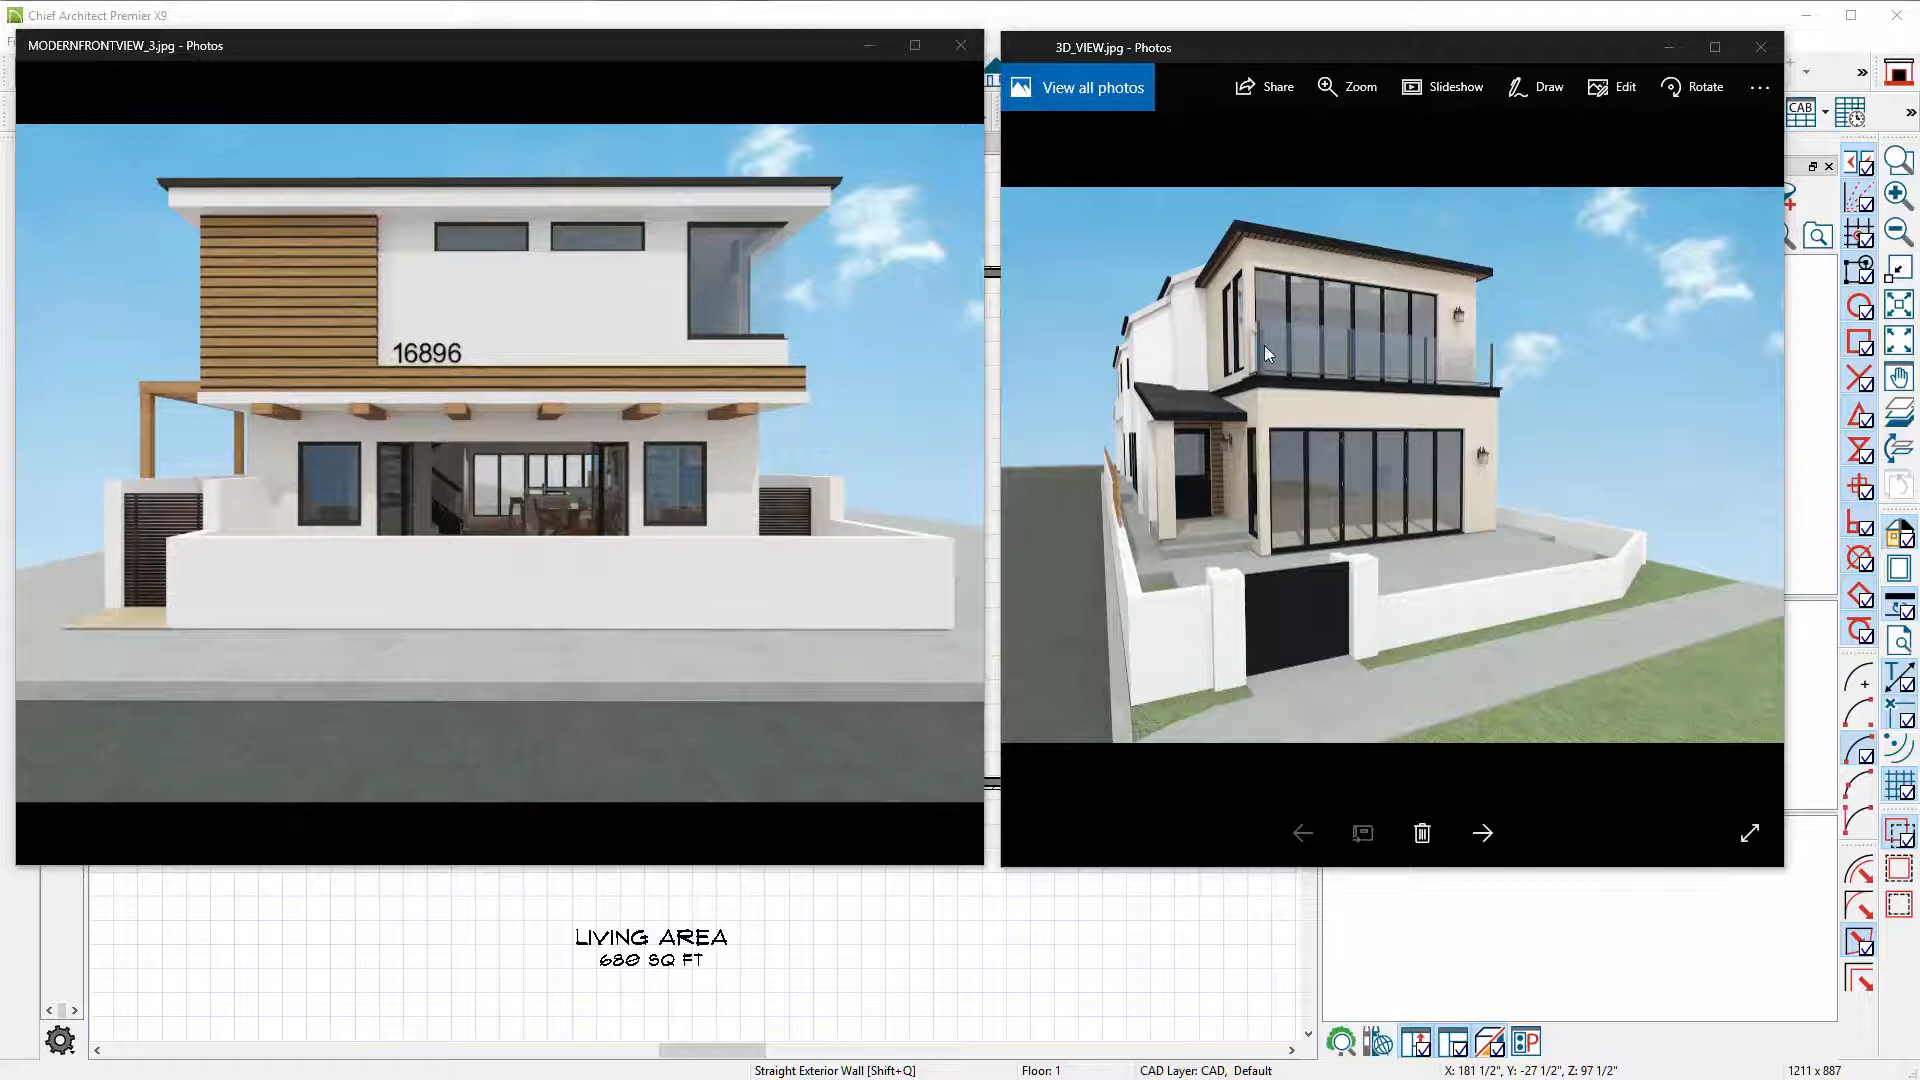 Chief Architect Premier X9
MODERNFRONTVIEW_3.jpg - Photos
3D_VIEW.jpg - Photos
View all photos
Share
Zoom
Slideshow
Draw
Edit
Rotate
CAB
16896
LIVING AREA
680 SQ FT
Straight Exterior Wall [Shift+Q]
Floor: 1
CAD Layer: CAD, Default
X: 181 1/2", Y: -27 1/2", Z: 97 1/2"
1211 x 887